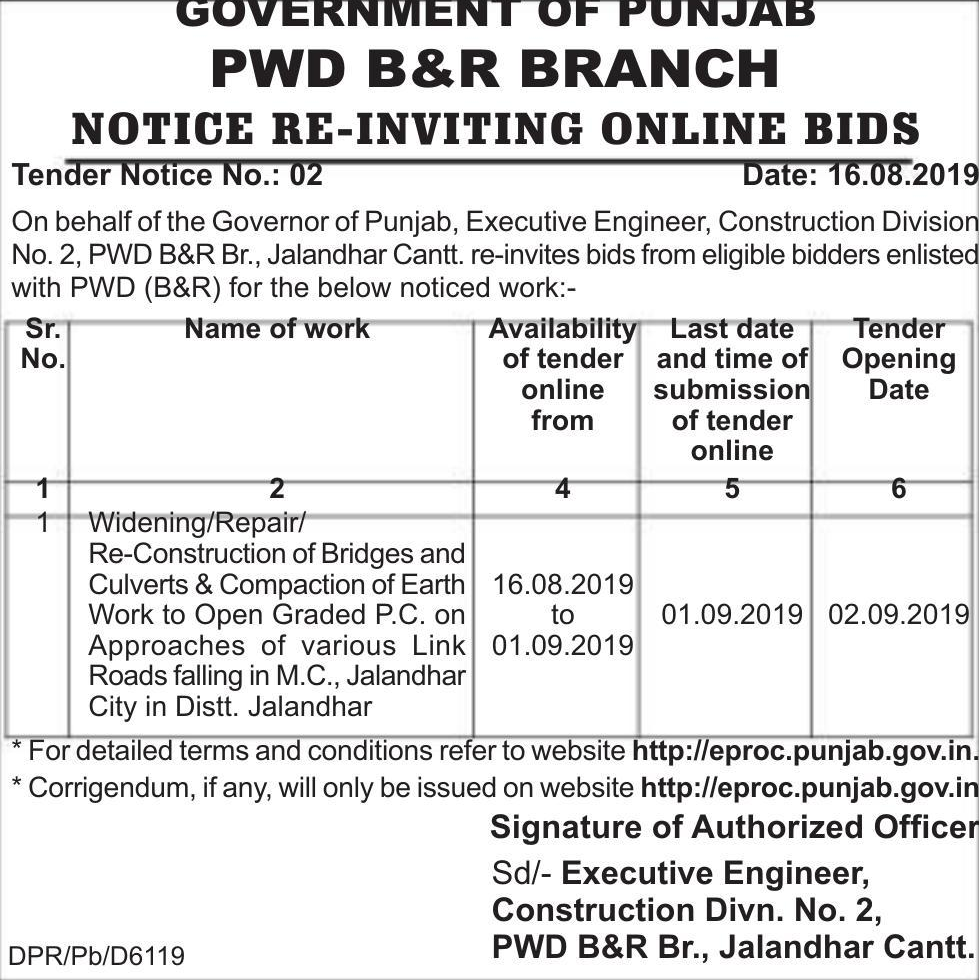 GOVERNMENT OF PUNJAB
PWD B&R BRANCH
NOTICE RE-INVITING ONLINE BIDS
Tender Notice No.: 02 Date: 16.08.2019
On behalf of the Governor of Punjab, Executive Engineer, Construction Division
No. 2, PWD B&R Br., Jalandhar Cantt. re-invites bids from eligible bidders enlisted
with PWD (B&R) for the below noticed work:-
Sr.
No.
Name of work
Availability
of tender
online
from
Last date
and time of
submission
of tender
online
Tender
Opening
Date
1 2 4 5 6
1
Widening/Repair/
Re-Construction of Bridges and
Culverts & Compaction of Earth
Work to Open Graded P.C. on
Approaches of various Link
Roads falling in M.C., Jalandhar
City in Distt. Jalandhar
16.08.2019
to
01.09.2019
01.09.2019
02.09.2019
* For detailed terms and conditions refer to website http://eproc.punjab.gov.in.
* Corrigendum, if any, will only be issued on website http://eproc.punjab.gov.in
Signature of Authorized Officer
Sd/- Executive Engineer,
Construction Divn. No. 2,
PWD B&R Br., Jalandhar Cantt.
DPR/Pb/D6119